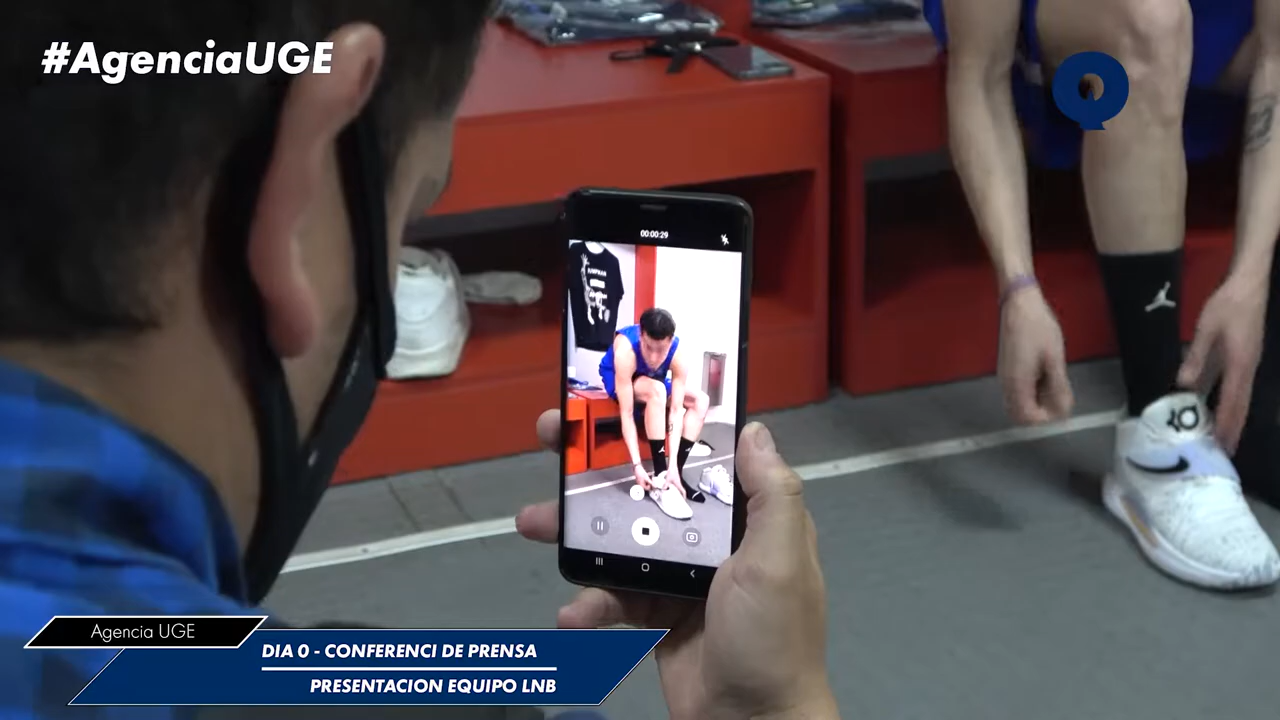 #AgenciaUGE
00:00:29
Agencia UGE
DIA 0 - CONFERENCI DE PRENSA
PRESENTACION EQUIPO LNB